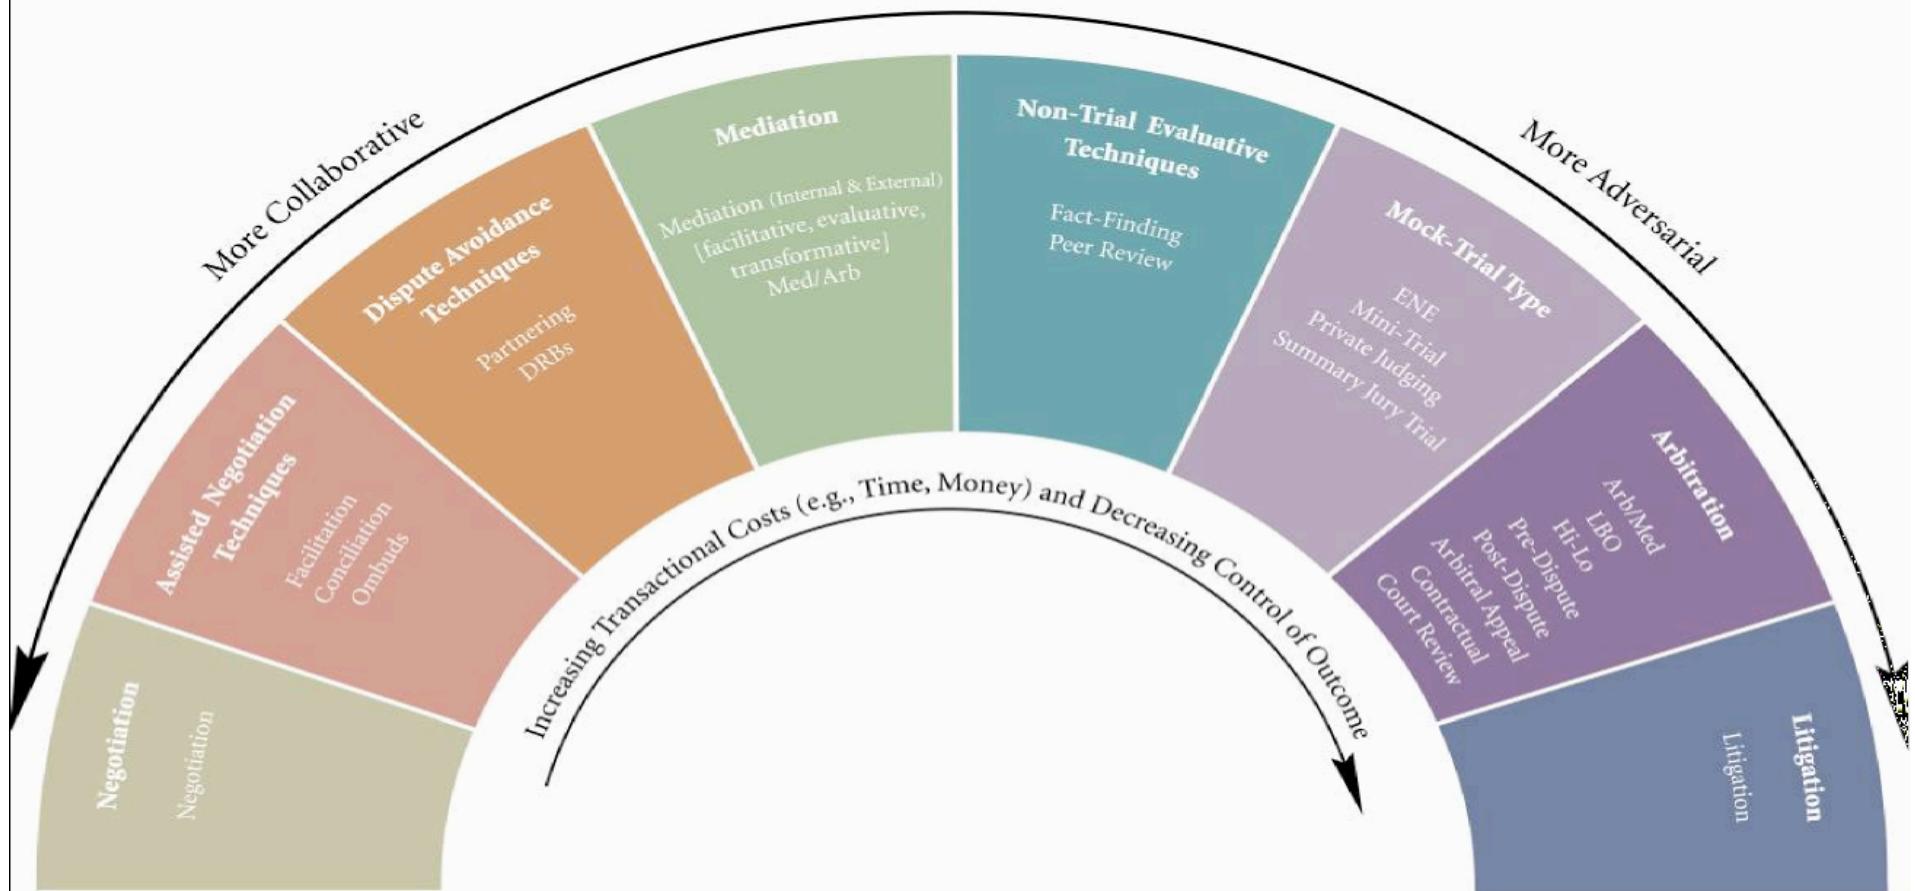 More Collaborative
More Adversarial
Negotiation
Negotiation
Assisted Negotiation
Techniques
Facilitation
Conciliation
Ombuds
Dispute Avoidance
Techniques
Partnering
DRBs
Mediation
Mediation (Internal & External)
[facilitative, evaluative,
transformative]
Med/Arb
Non-Trial Evaluative
Techniques
Fact-Finding
Peer Review
Mock-Trial Type
ENE
Mini-Trial
Private Judging
Summary Jury Trial
Arbitration
Arb/Med
LBO
Hi-Lo
Pre-Dispute
Post-Dispute
Arbitral Appeal
Contractual
Court Review
Litigation
Litigation
Increasing Transactional Costs (e.g., Time, Money) and Decreasing Control of Outcome